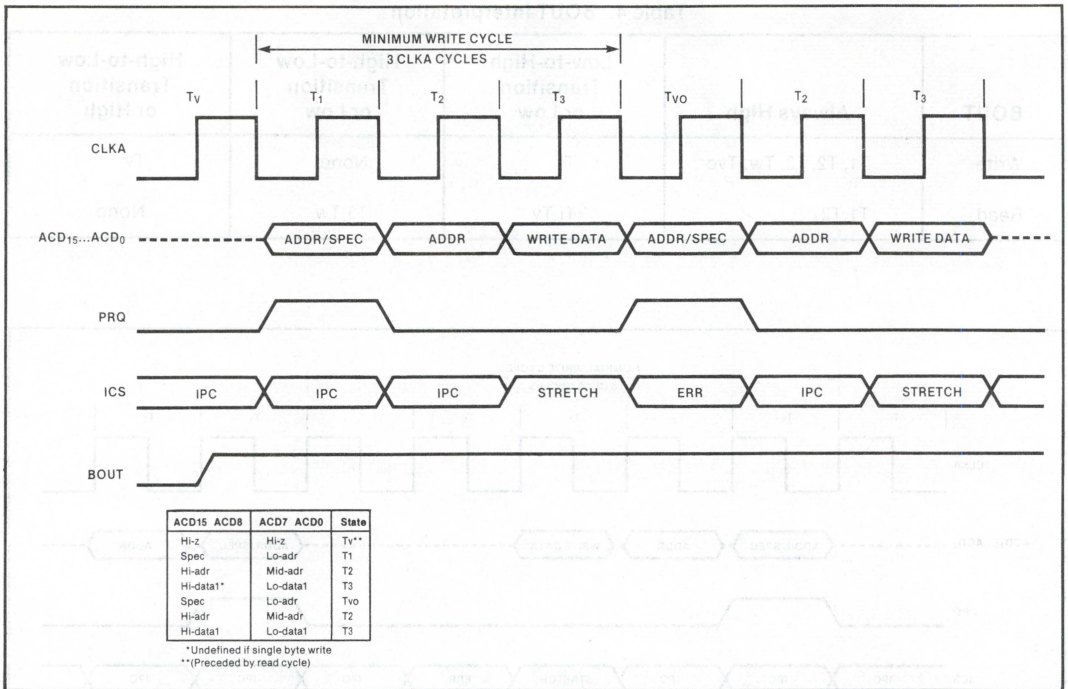 MINIMUM WRITE CYCLE
3 CLKA CYCLES
TV T1 T2 T3 TVO T2 T3
CLKA
ACD15...ACD0 ADDR/SPEC ADDR WRITE DATA ADDR/SPEC ADDR WRITE DATA
PRQ
ICS IPC IPC IPC STRETCH ERR IPC STRETCH
BOUT
ACD15 ACD8 ACD7 ACD0 State
Hi-z Hi-z Tv**
Spec Lo-adr T1
Hi-adr Mid-adr T2
Hi-data1* Lo-data1 T3
Spec Lo-adr Tvo
Hi-adr Mid-adr T2
Hi-data1 Lo-data1 T3
*Undefined if single byte write
**(Preceded by read cycle)